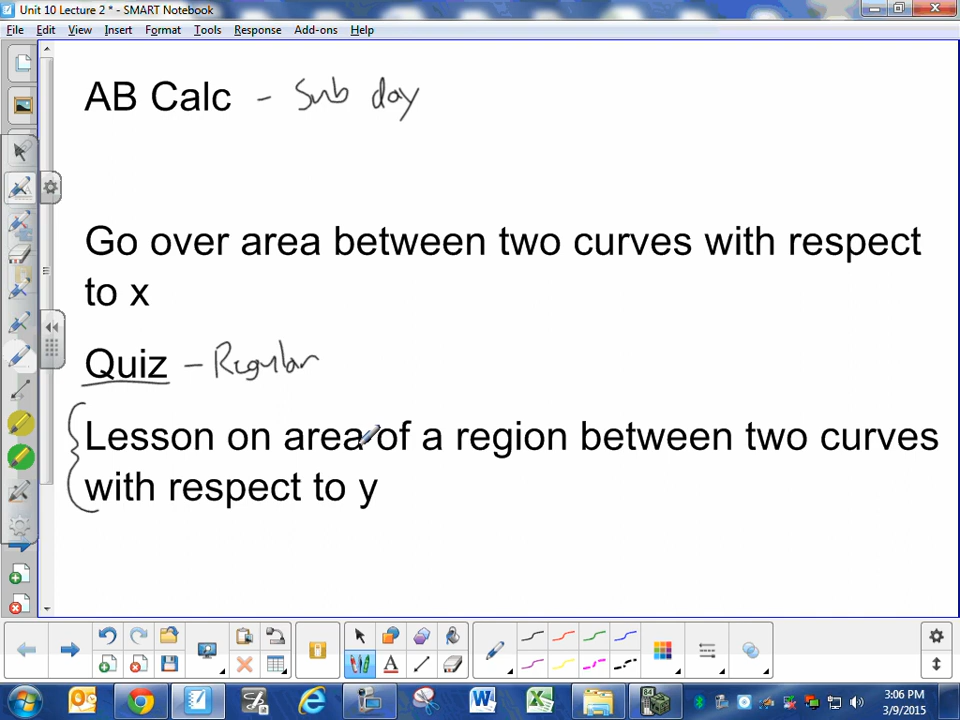 Unit 10 Lecture 2 * - SMART Notebook
File Edit View Insert Format Tools Response Add-ons Help
AB Calc - Sub day
Go over area between two curves with respect
to x
Quiz - Regular
Lesson on area of a region between two curves
with respect to y
3:06 PM
3/9/2015